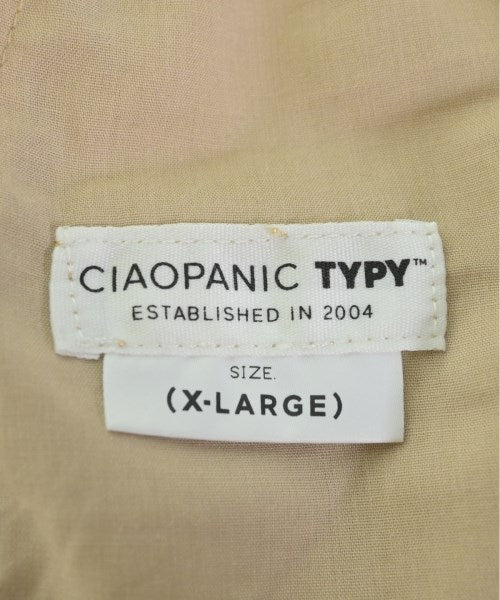 CIAOPANIC TYPY™
ESTABLISHED IN 2004
SIZE.
(X-LARGE)